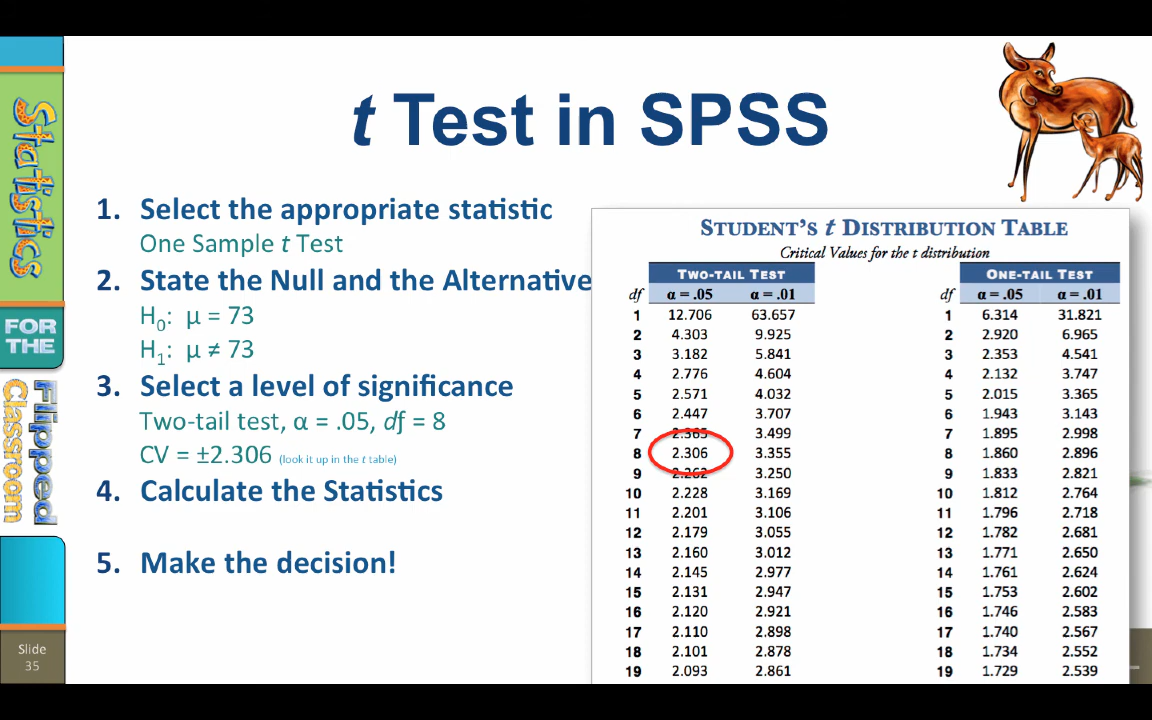 Statistics
FOR
THE
Flipped
Classroom
Slide
35
t Test in SPSS
1. Select the appropriate statistic
One Sample t Test
2. State the Null and the Alternative
H0: μ = 73
H1: μ ≠ 73
3. Select a level of significance
Two-tail test, α = .05, df = 8
CV = ±2.306 (look it up in the t table)
4. Calculate the Statistics
5. Make the decision!
STUDENT'S t DISTRIBUTION TABLE
Critical Values for the t distribution
TWO-TAIL TEST ONE-TAIL TEST
df α = .05 α = .01 df α = .05 α = .01
1 12.706 63.657 1 6.314 31.821
2 4.303 9.925 2 2.920 6.965
3 3.182 5.841 3 2.353 4.541
4 2.776 4.604 4 2.132 3.747
5 2.571 4.032 5 2.015 3.365
6 2.447 3.707 6 1.943 3.143
7 2.365 3.499 7 1.895 2.998
8 2.306 3.355 8 1.860 2.896
9 2.262 3.250 9 1.833 2.821
10 2.228 3.169 10 1.812 2.764
11 2.201 3.106 11 1.796 2.718
12 2.179 3.055 12 1.782 2.681
13 2.160 3.012 13 1.771 2.650
14 2.145 2.977 14 1.761 2.624
15 2.131 2.947 15 1.753 2.602
16 2.120 2.921 16 1.746 2.583
17 2.110 2.898 17 1.740 2.567
18 2.101 2.878 18 1.734 2.552
19 2.093 2.861 19 1.729 2.539